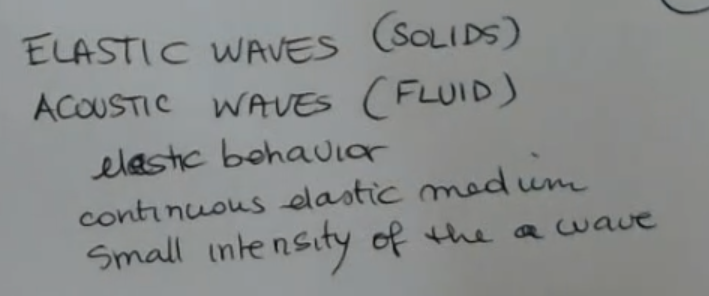 ELASTIC WAVES (SOLIDS)
ACOUSTIC WAVES (FLUID)
elastic behavior
continuous elastic medium
Small intensity of the a wave